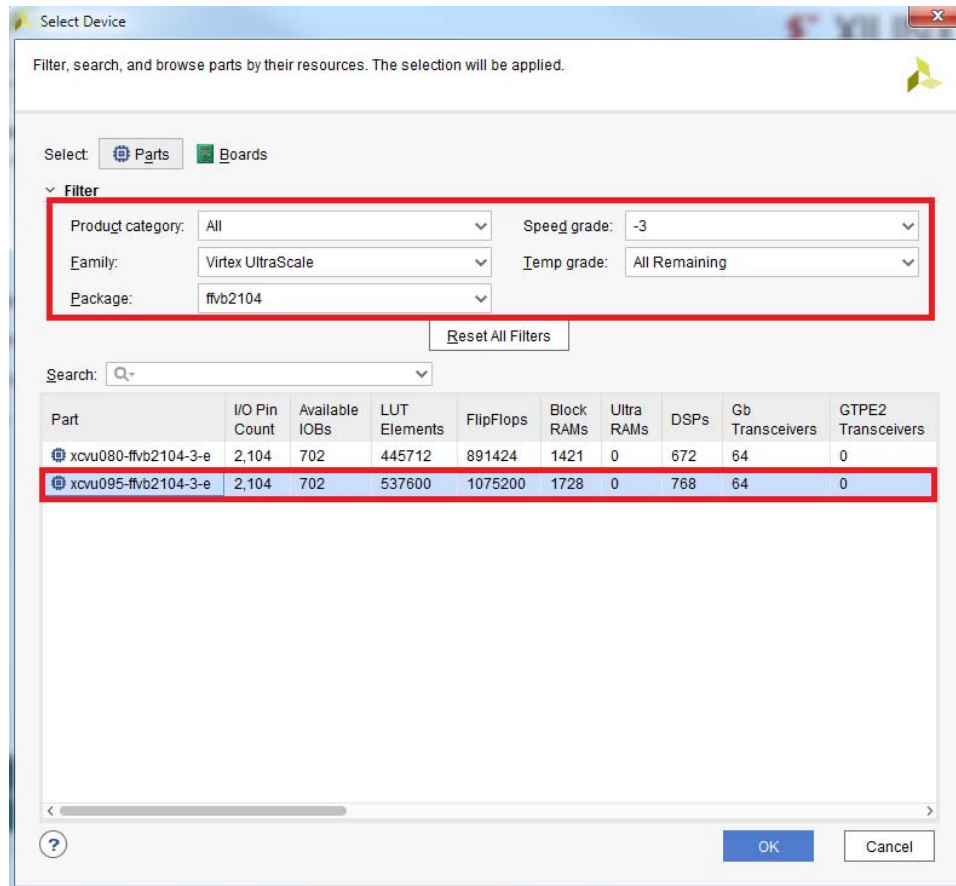 Select Device
Filter, search, and browse parts by their resources. The selection will be applied.
Select: Parts Boards
Filter
Product category: All Speed grade: -3
Family: Virtex UltraScale Temp grade: All Remaining
Package: ffvb2104
Reset All Filters
Search: Q
Part I/O Pin Count Available IOBs LUT Elements FlipFlops Block RAMs Ultra RAMs DSPs Gb Transceivers GTPE2 Transceivers
xcvu080-ffvb2104-3-e 2,104 702 445712 891424 1421 0 672 64 0
xcvu095-ffvb2104-3-e 2,104 702 537600 1075200 1728 0 768 64 0
? OK Cancel